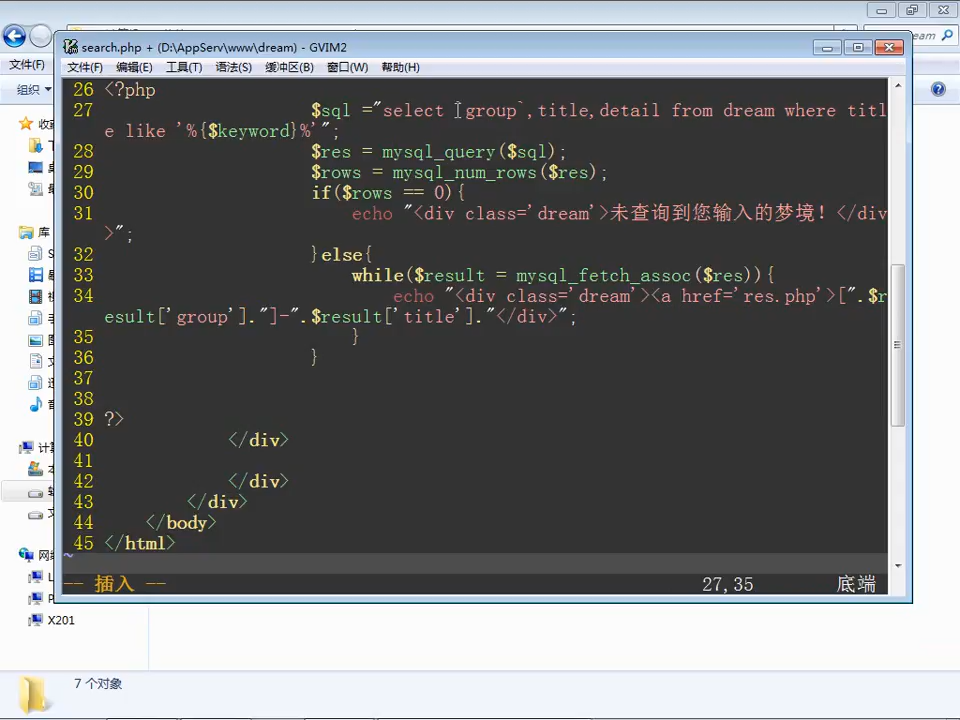 search.php + (D:\AppServ\www\dream) - GVIM2
文件(F) 编辑(E) 工具(T) 语法(S) 缓冲区(B) 窗口(W) 帮助(H)
文件(F)
组织
26 <?php
27 $sql ="select `group`,title,detail from dream where titl
e like '%{$keyword}%'";
28 $res = mysql_query($sql);
29 $rows = mysql_num_rows($res);
30 if($rows == 0){
31 echo "<div class='dream'>未查询到您输入的梦境！</div
>";
32 }else{
33 while($result = mysql_fetch_assoc($res)){
34 echo "<div class='dream'><a href='res.php'>[".$r
esult['group']."]-".$result['title']."</div>";
35 }
36 }
37
38
39 ?>
40 </div>
41
42 </div>
43 </div>
44 </body>
45 </html>
~
-- 插入 -- 27,35 底端
库
X201
7 个对象